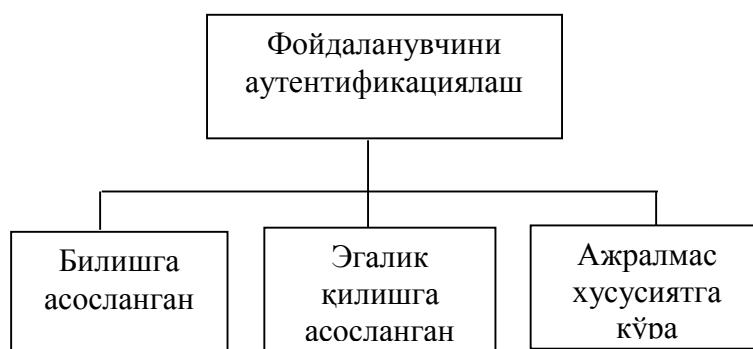 Фойдаланувчини
аутентификациялаш
Билишга
асосланган
Эгалик
қилишга
асосланган
Ажралмас
хусусиятга
кўра